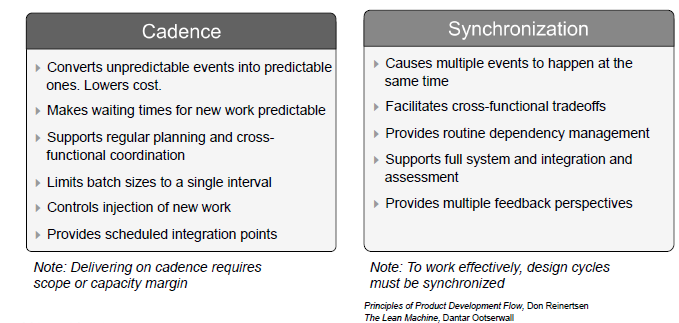 Cadence
Converts unpredictable events into predictable
ones. Lowers cost.
Makes waiting times for new work predictable
Supports regular planning and cross-
functional coordination
Limits batch sizes to a single interval
Controls injection of new work
Provides scheduled integration points
Note: Delivering on cadence requires
scope or capacity margin
Synchronization
Causes multiple events to happen at the
same time
Facilitates cross-functional tradeoffs
Provides routine dependency management
Supports full system and integration and
assessment
Provides multiple feedback perspectives
Note: To work effectively, design cycles
must be synchronized
Principles of Product Development Flow, Don Reinertsen
The Lean Machine, Dantar Ootserwall